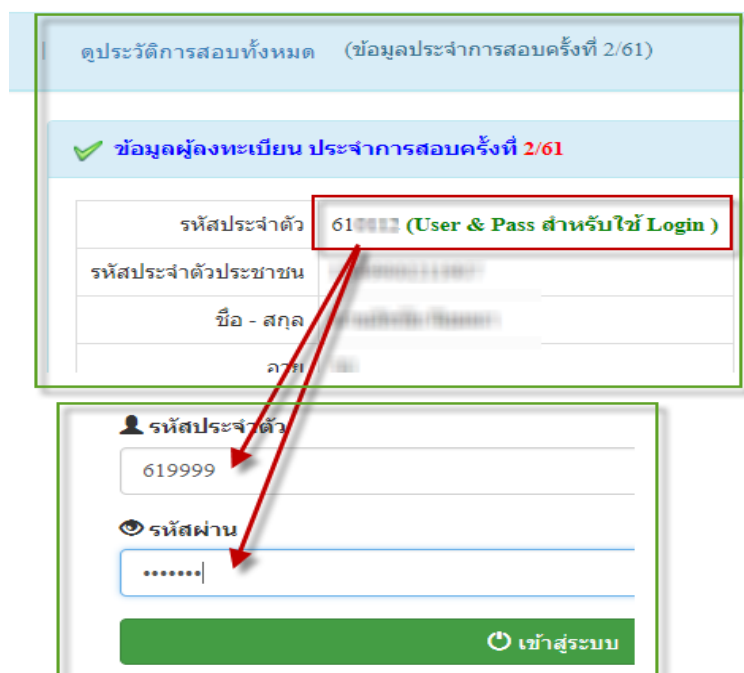 | ดูประวัติการสอบทั้งหมด (ข้อมูลประจำการสอบครั้งที่ 2/61)
ข้อมูลผู้ลงทะเบียน ประจำการสอบครั้งที่ 2/61
รหัสประจำตัว 61 (User & Pass สำหรับใช้ Login )
รหัสประจำตัวประชาชน
ชื่อ - สกุล
อายุ
รหัสประจำตัว
619999
รหัสผ่าน
•••••••
เข้าสู่ระบบ